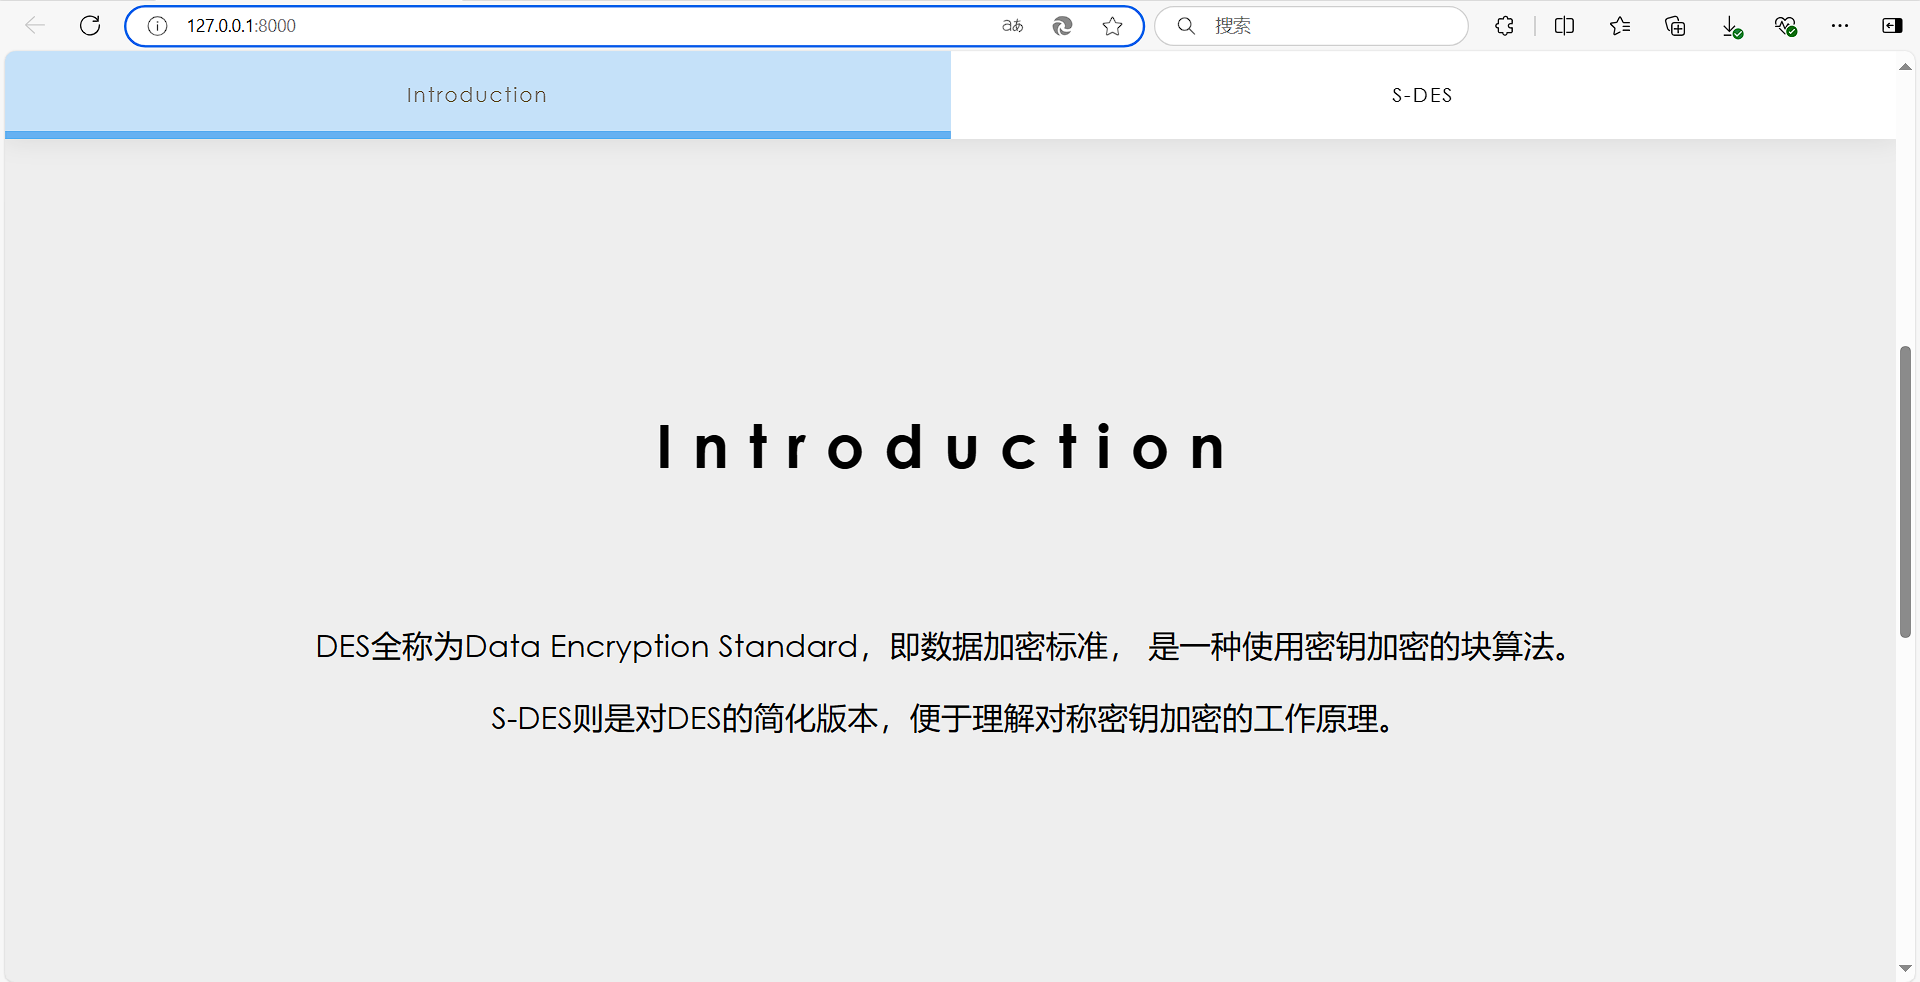 127.0.0.1:8000
aあ
搜索
Introduction
S-DES
Introduction
DES全称为Data Encryption Standard，即数据加密标准， 是一种使用密钥加密的块算法。
S-DES则是对DES的简化版本，便于理解对称密钥加密的工作原理。